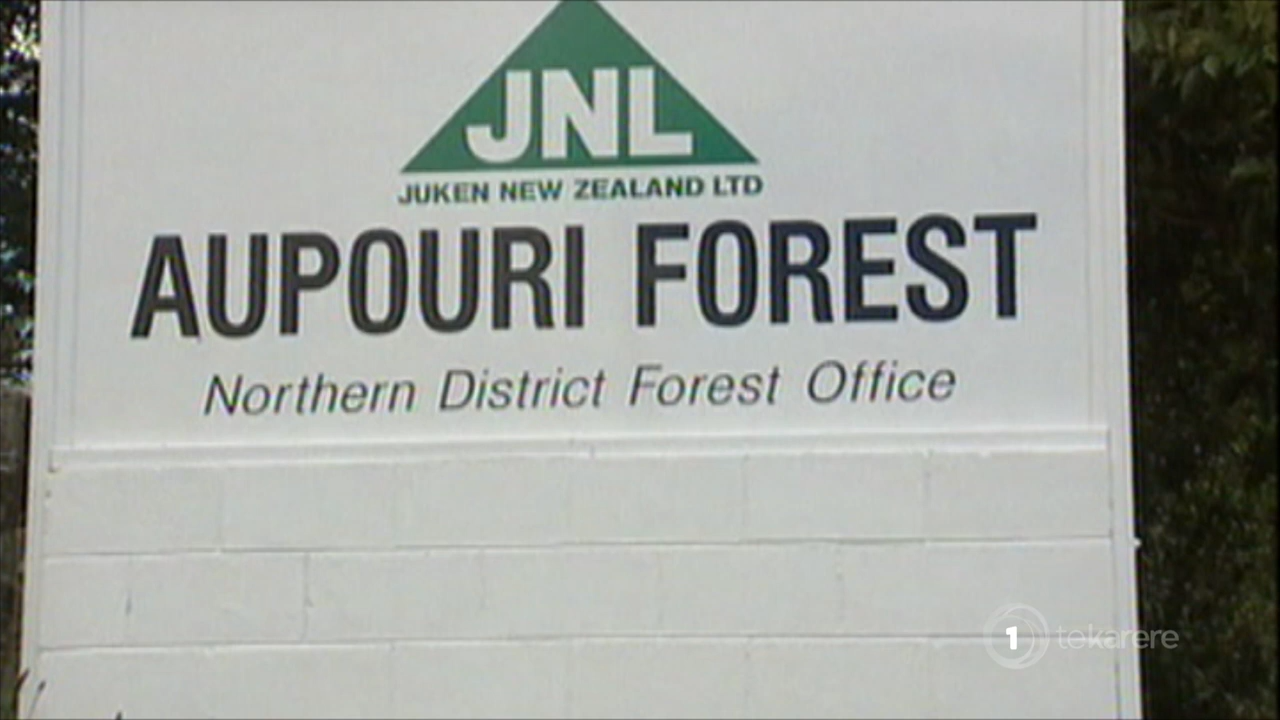 JNL
JUKEN NEW ZEALAND LTD
AUPOURI FOREST
Northern District Forest Office
1 tekarere